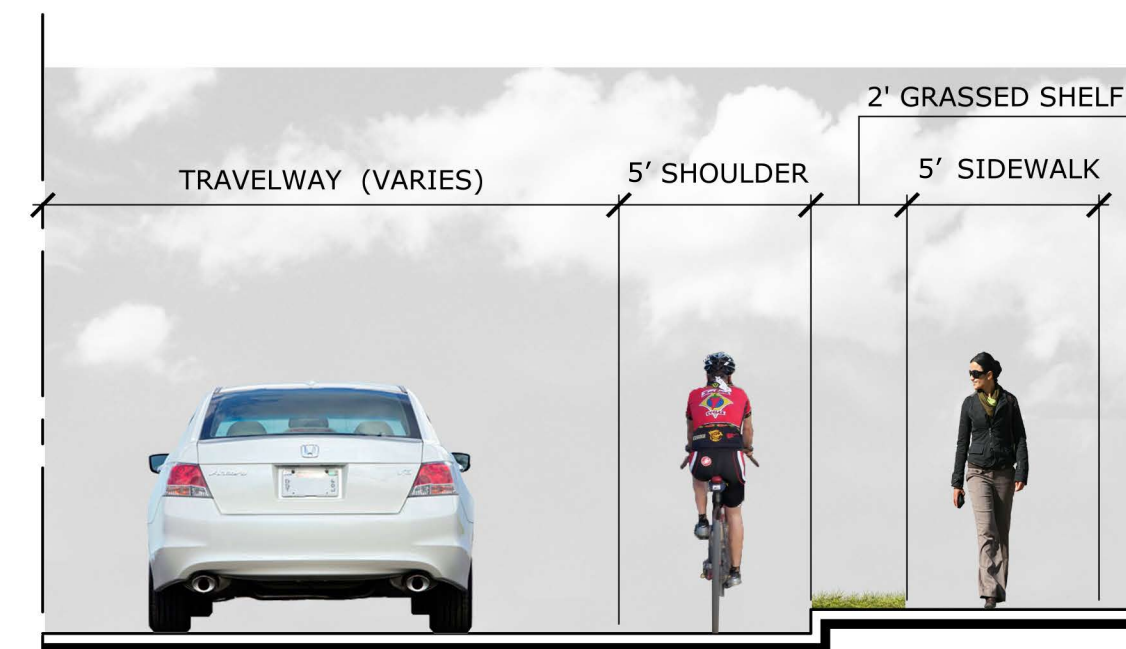 2' GRASSED SHELF
TRAVELWAY (VARIES)
5′ SHOULDER
5′ SIDEWALK